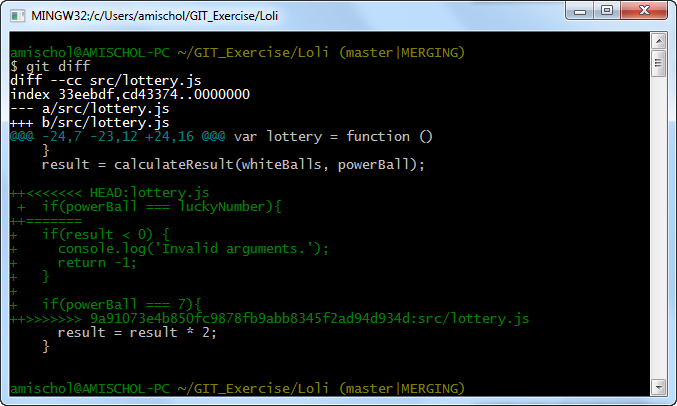 MINGW32:/c/Users/amischol/GIT_Exercise/Loli
amischol@AMISCHOL-PC ~/GIT_Exercise/Loli (master|MERGING)
$ git diff
diff --cc src/lottery.js
index 33eebdf,cd43374..0000000
--- a/src/lottery.js
+++ b/src/lottery.js
@@@ -24,7 -23,12 +24,16 @@@ var lottery = function ()
    }
    result = calculateResult(whiteBalls, powerBall);

++<<<<<<< HEAD:lottery.js
 +  if(powerBall === luckyNumber){
++=======
+   if(result < 0) {
+     console.log('Invalid arguments.');
+     return -1;
+   }
+
+   if(powerBall === 7){
++>>>>>>> 9a91073e4b850fc9878fb9abb8345f2ad94d934d:src/lottery.js
      result = result * 2;
    }

amischol@AMISCHOL-PC ~/GIT_Exercise/Loli (master|MERGING)